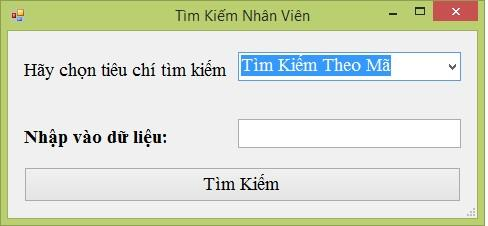 Tìm Kiếm Nhân Viên
Hãy chọn tiêu chí tìm kiếm Tìm Kiếm Theo Mã
Nhập vào dữ liệu:
Tìm Kiếm